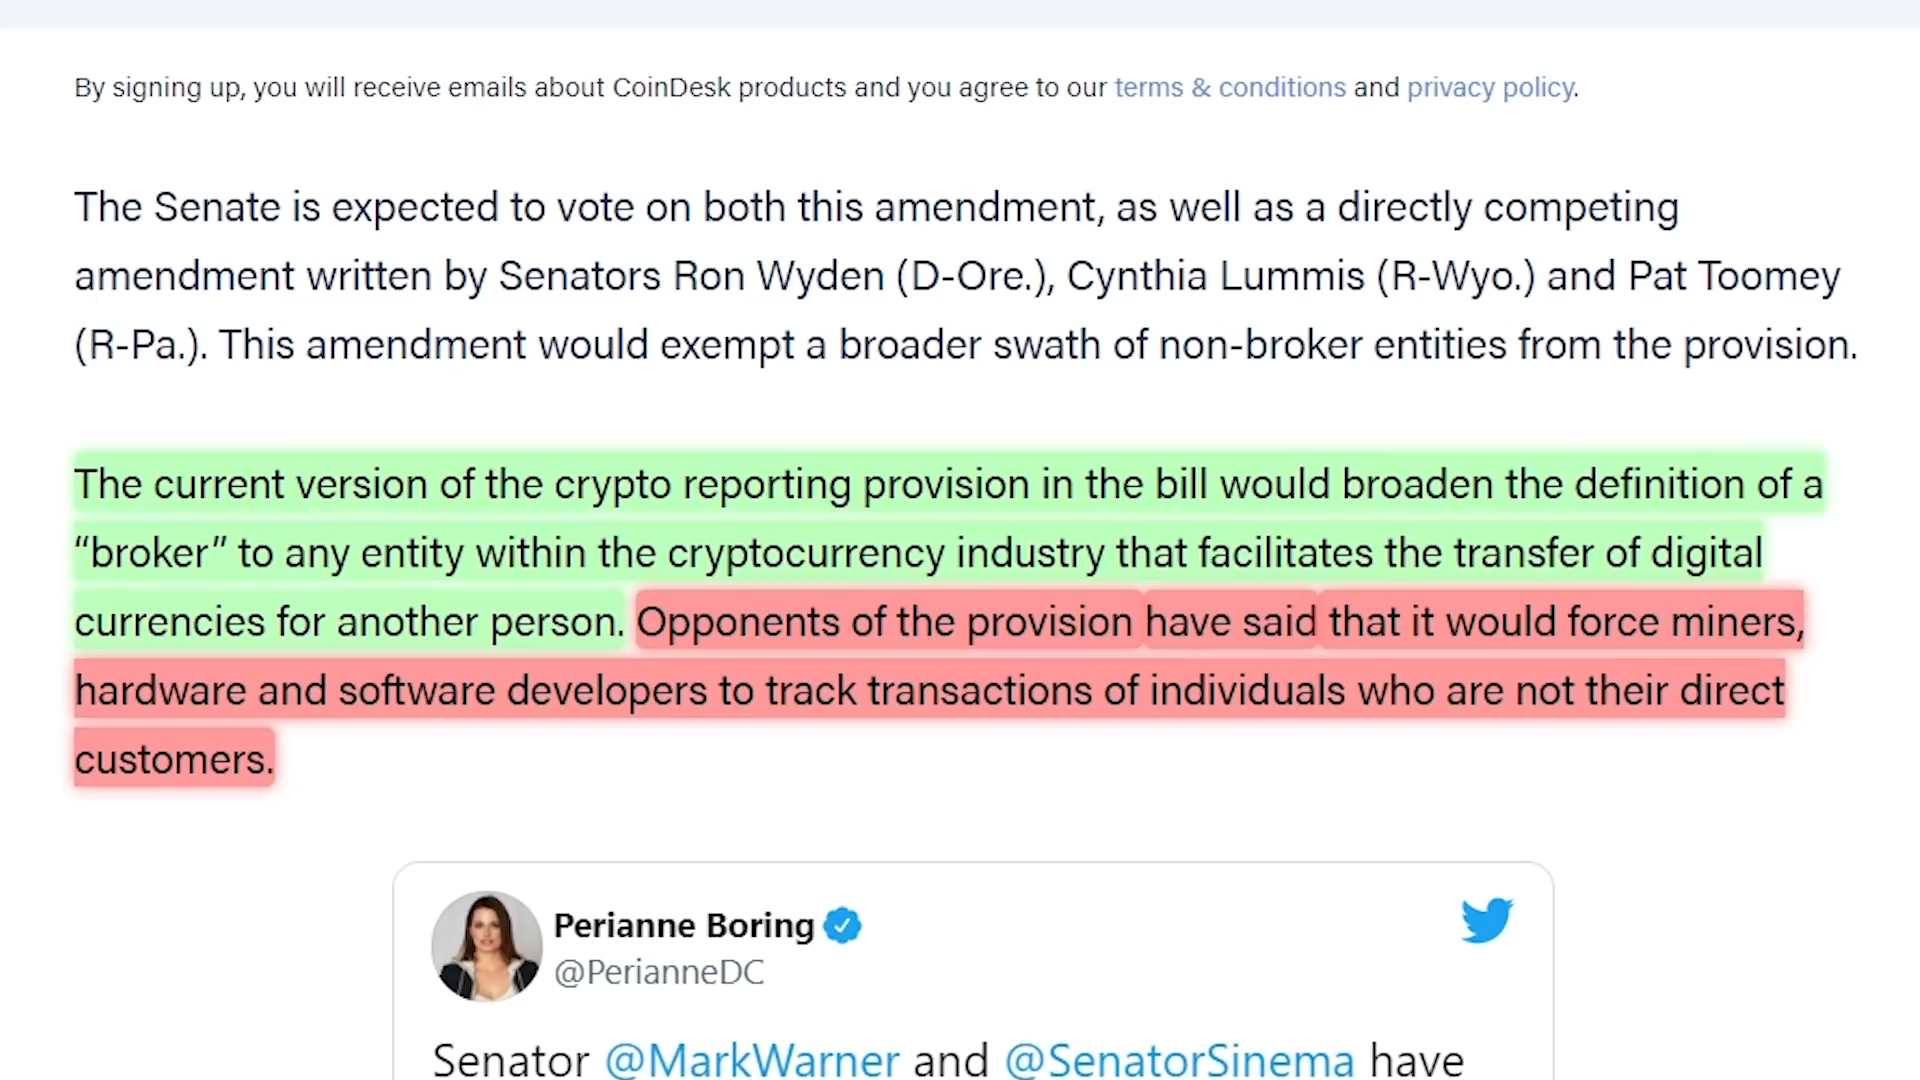 By signing up, you will receive emails about CoinDesk products and you agree to our terms & conditions and privacy policy.
The Senate is expected to vote on both this amendment, as well as a directly competing
amendment written by Senators Ron Wyden (D-Ore.), Cynthia Lummis (R-Wyo.) and Pat Toomey
(R-Pa.). This amendment would exempt a broader swath of non-broker entities from the provision.
The current version of the crypto reporting provision in the bill would broaden the definition of a
“broker” to any entity within the cryptocurrency industry that facilitates the transfer of digital
currencies for another person. Opponents of the provision have said that it would force miners,
hardware and software developers to track transactions of individuals who are not their direct
customers.
Perianne Boring
@PerianneDC
Senator @MarkWarner and @SenatorSinema have